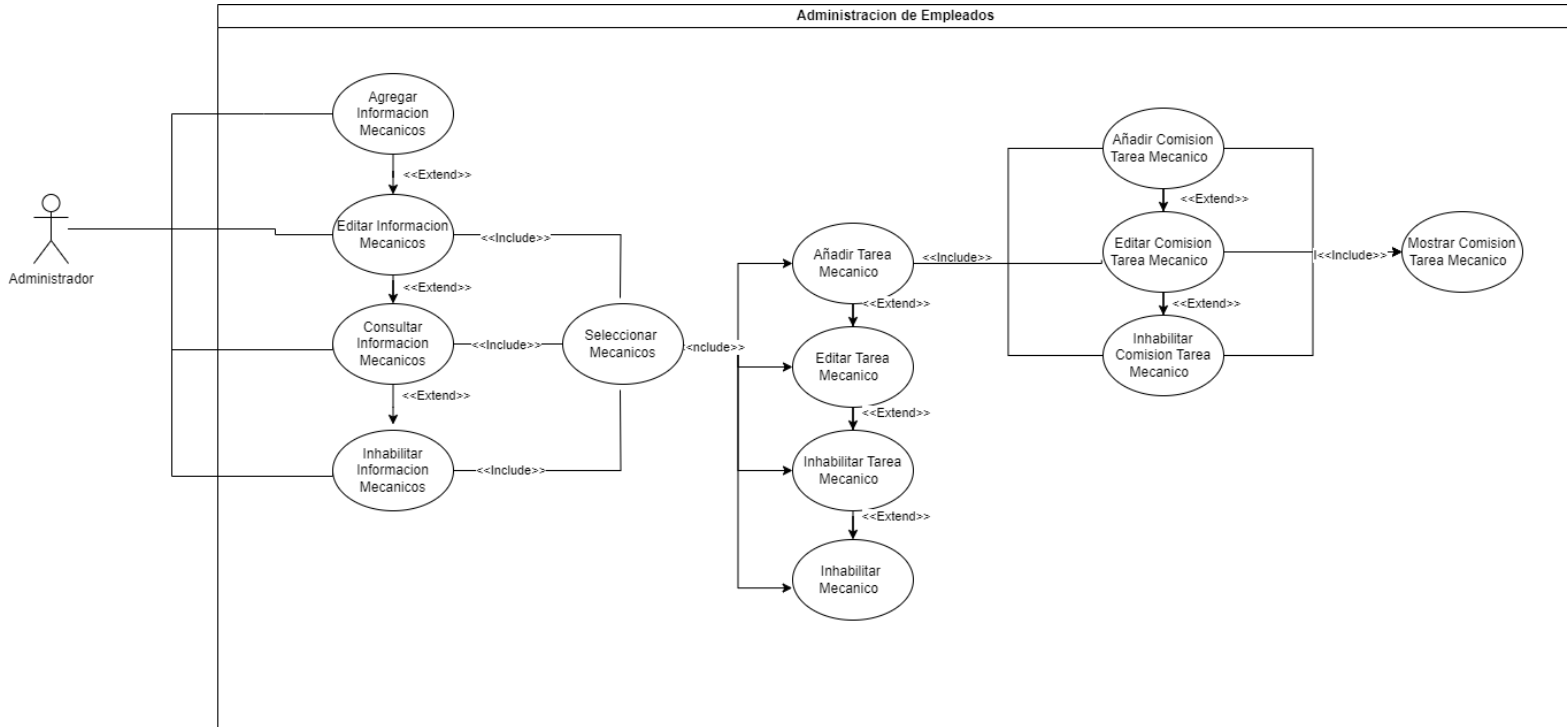 Administracion de Empleados
Administrador
Agregar
Informacion
Mecanicos
<<Extend>>
Editar Informacion
Mecanicos
<<Include>>
<<Extend>>
Consultar
Informacion
Mecanicos
<<Include>>
<<Extend>>
Inhabilitar
Informacion
Mecanicos
<<Include>>
Seleccionar
Mecanicos
<<nclude>>
Añadir Tarea
Mecanico
<<Include>>
<<Extend>>
Editar Tarea
Mecanico
<<Extend>>
Inhabilitar Tarea
Mecanico
<<Extend>>
Inhabilitar
Mecanico
Añadir Comision
Tarea Mecanico
<<Extend>>
Editar Comision
Tarea Mecanico
<<Extend>>
Inhabilitar
Comision Tarea
Mecanico
l<<Include>>
Mostrar Comision
Tarea Mecanico